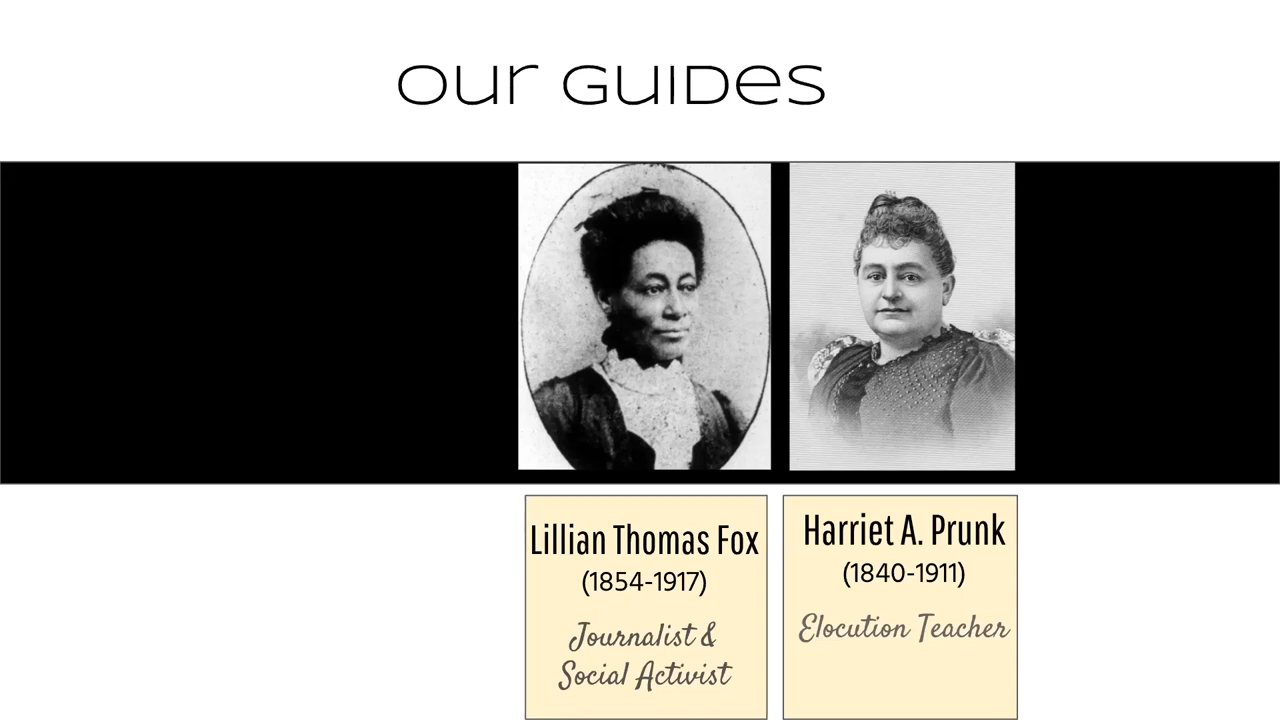 our Guides
Lillian Thomas Fox
(1854-1917)
Journalist &
Social Activist
Harriet A. Prunk
(1840-1911)
Elocution Teacher